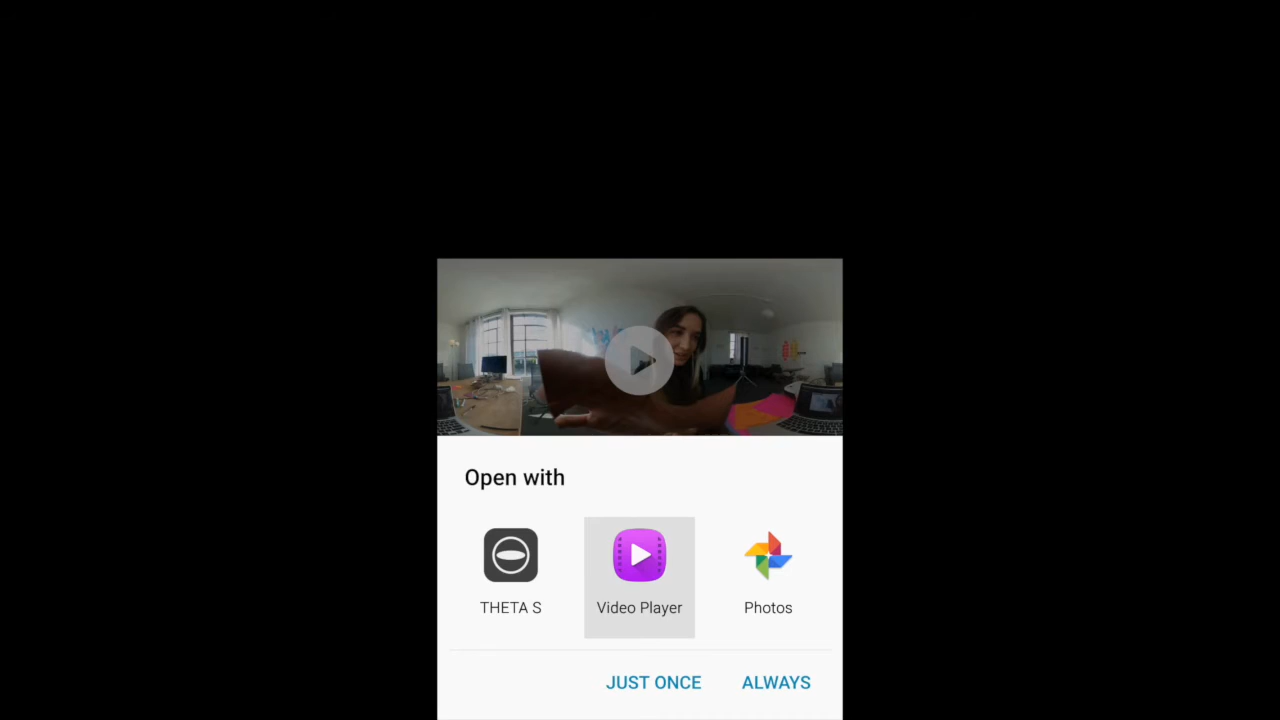 Open with
THETA S
Video Player
Photos
JUST ONCE
ALWAYS